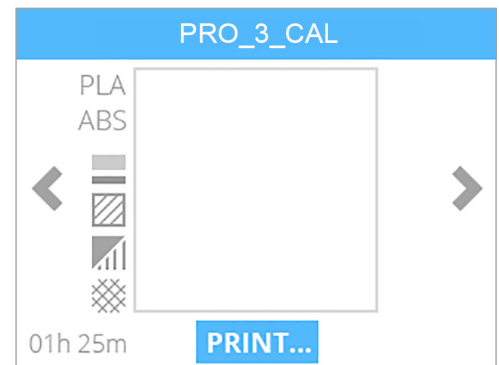 PRO_3_CAL
PLA
ABS
01h 25m
PRINT...